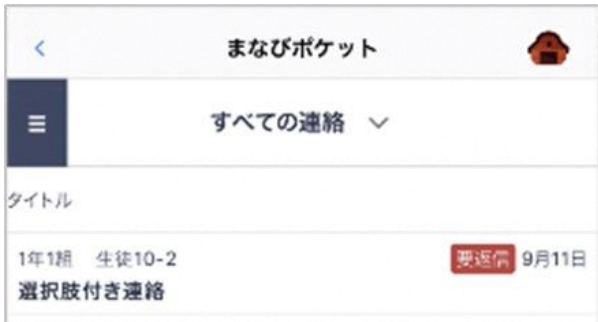 まなびポケット
すべての連絡
タイトル
1年1組 生徒10-2 要返信 9月11日
選択肢付き連絡